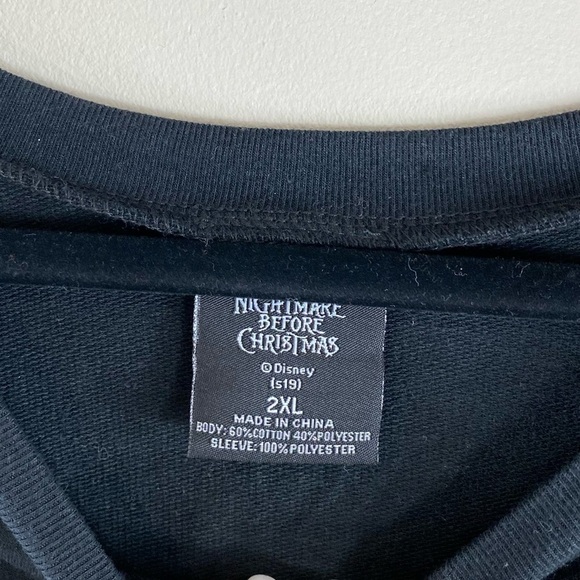 NIGHTMARE
BEFORE
CHRISTMAS
©Disney
(s19)
2XL
MADE IN CHINA
BODY: 60%COTTON 40%POLYESTER
SLEEVE: 100%POLYESTER